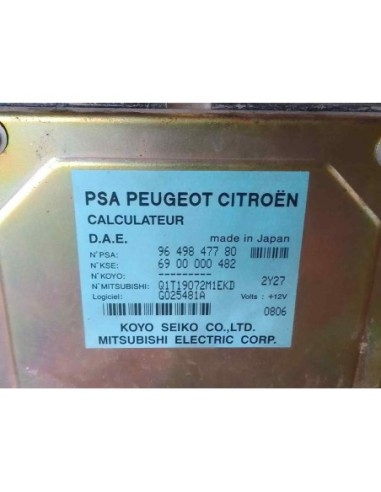 PSA PEUGEOT CITROËN
CALCULATEUR
D.A.E. made in Japan
N°PSA: 96 498 477 80
N°KSE: 69 00 000 482
N°KOYO: -------------
N°MITSUBISHI: Q1T19072M1EKD 2Y27
Logiciel: G025481A Volts : +12V
0806
KOYO SEIKO CO.,LTD.
MITSUBISHI ELECTRIC CORP.